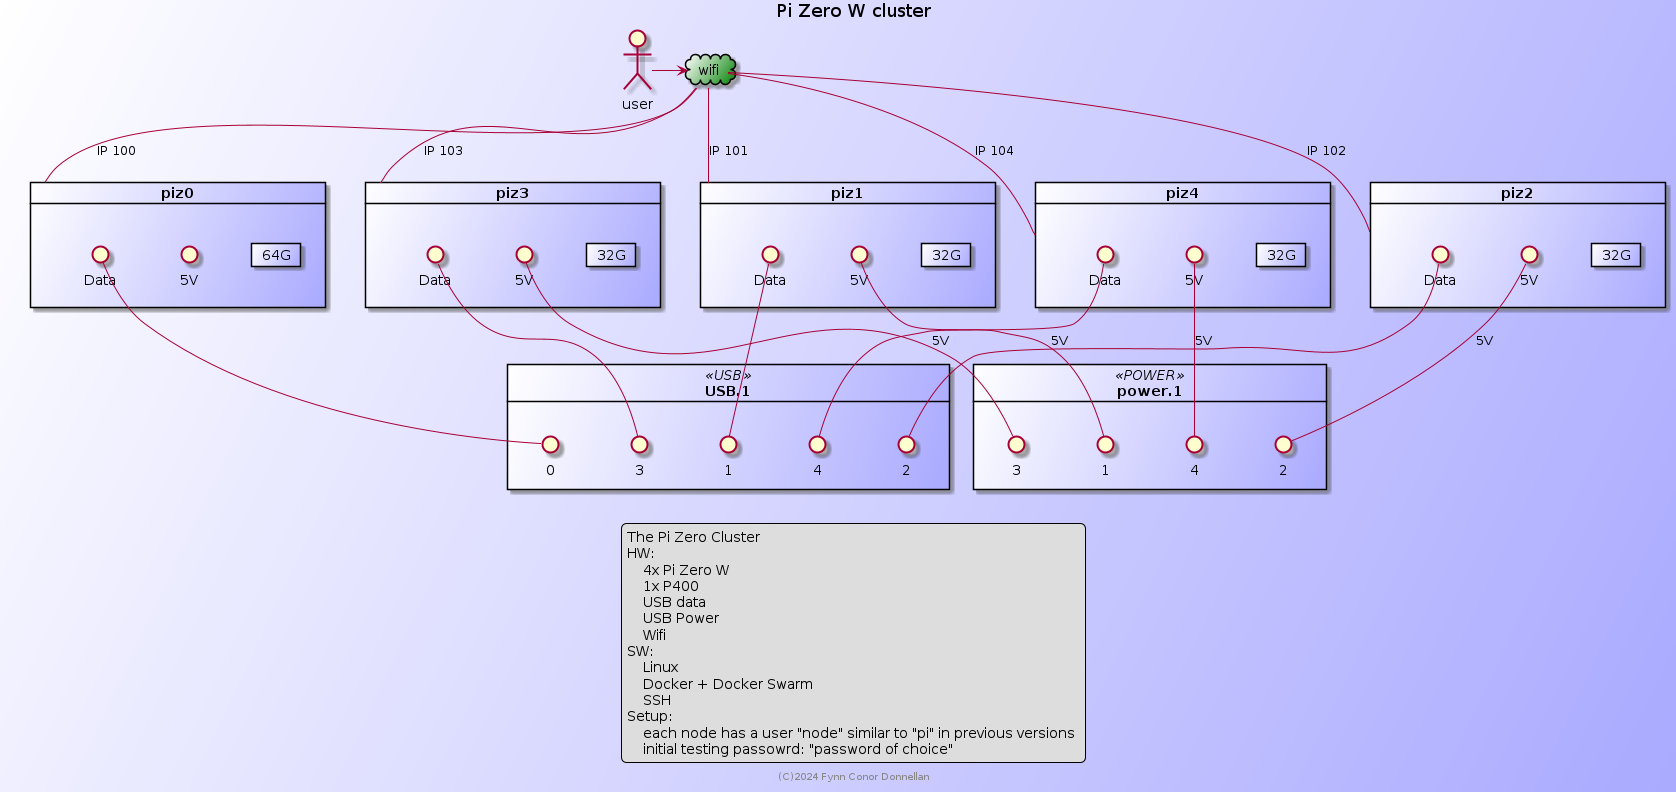 Pi Zero W cluster
wifi
user
IP 100
IP 103
IP 101
IP 104
IP 102
piz0
piz3
piz1
piz4
piz2
64G
32G
32G
32G
32G
Data
5V
Data
5V
Data
5V
Data
5V
Data
5V
5V
5V
5V
5V
«USB»
USB.1
«POWER»
power.1
0
3
1
4
2
3
1
4
2
The Pi Zero Cluster
HW:
4x Pi Zero W
1x P400
USB data
USB Power
Wifi
SW:
Linux
Docker + Docker Swarm
SSH
Setup:
each node has a user "node" similar to "pi" in previous versions
initial testing passowrd: "password of choice"
(C)2024 Fynn Conor Donnellan